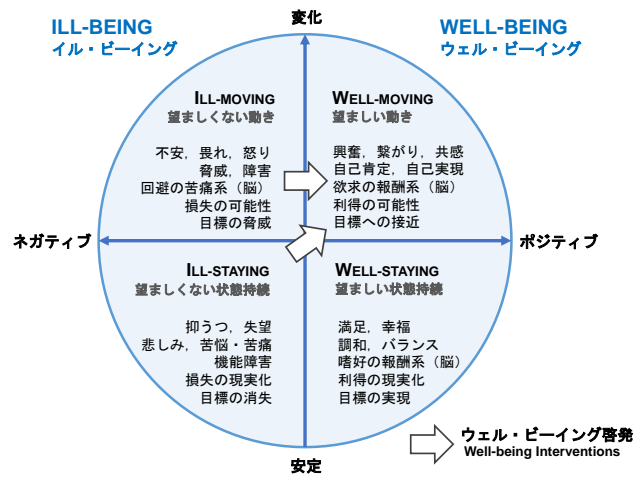 ILL-BEING
イル・ビーイング
変化
WELL-BEING
ウェル・ビーイング
ILL-MOVING
望ましくない動き
不安，畏れ，怒り
脅威，障害
回避の苦痛系（脳）
損失の可能性
目標の脅威
WELL-MOVING
望ましい動き
興奮，繋がり，共感
自己肯定，自己実現
欲求の報酬系（脳）
利得の可能性
目標への接近
ネガティブ
ポジティブ
ILL-STAYING
望ましくない状態持続
抑うつ，失望
悲しみ，苦悩・苦痛
機能障害
損失の現実化
目標の消失
WELL-STAYING
望ましい状態持続
満足，幸福
調和，バランス
嗜好の報酬系（脳）
利得の現実化
目標の実現
安定
ウェル・ビーイング啓発
Well-being Interventions